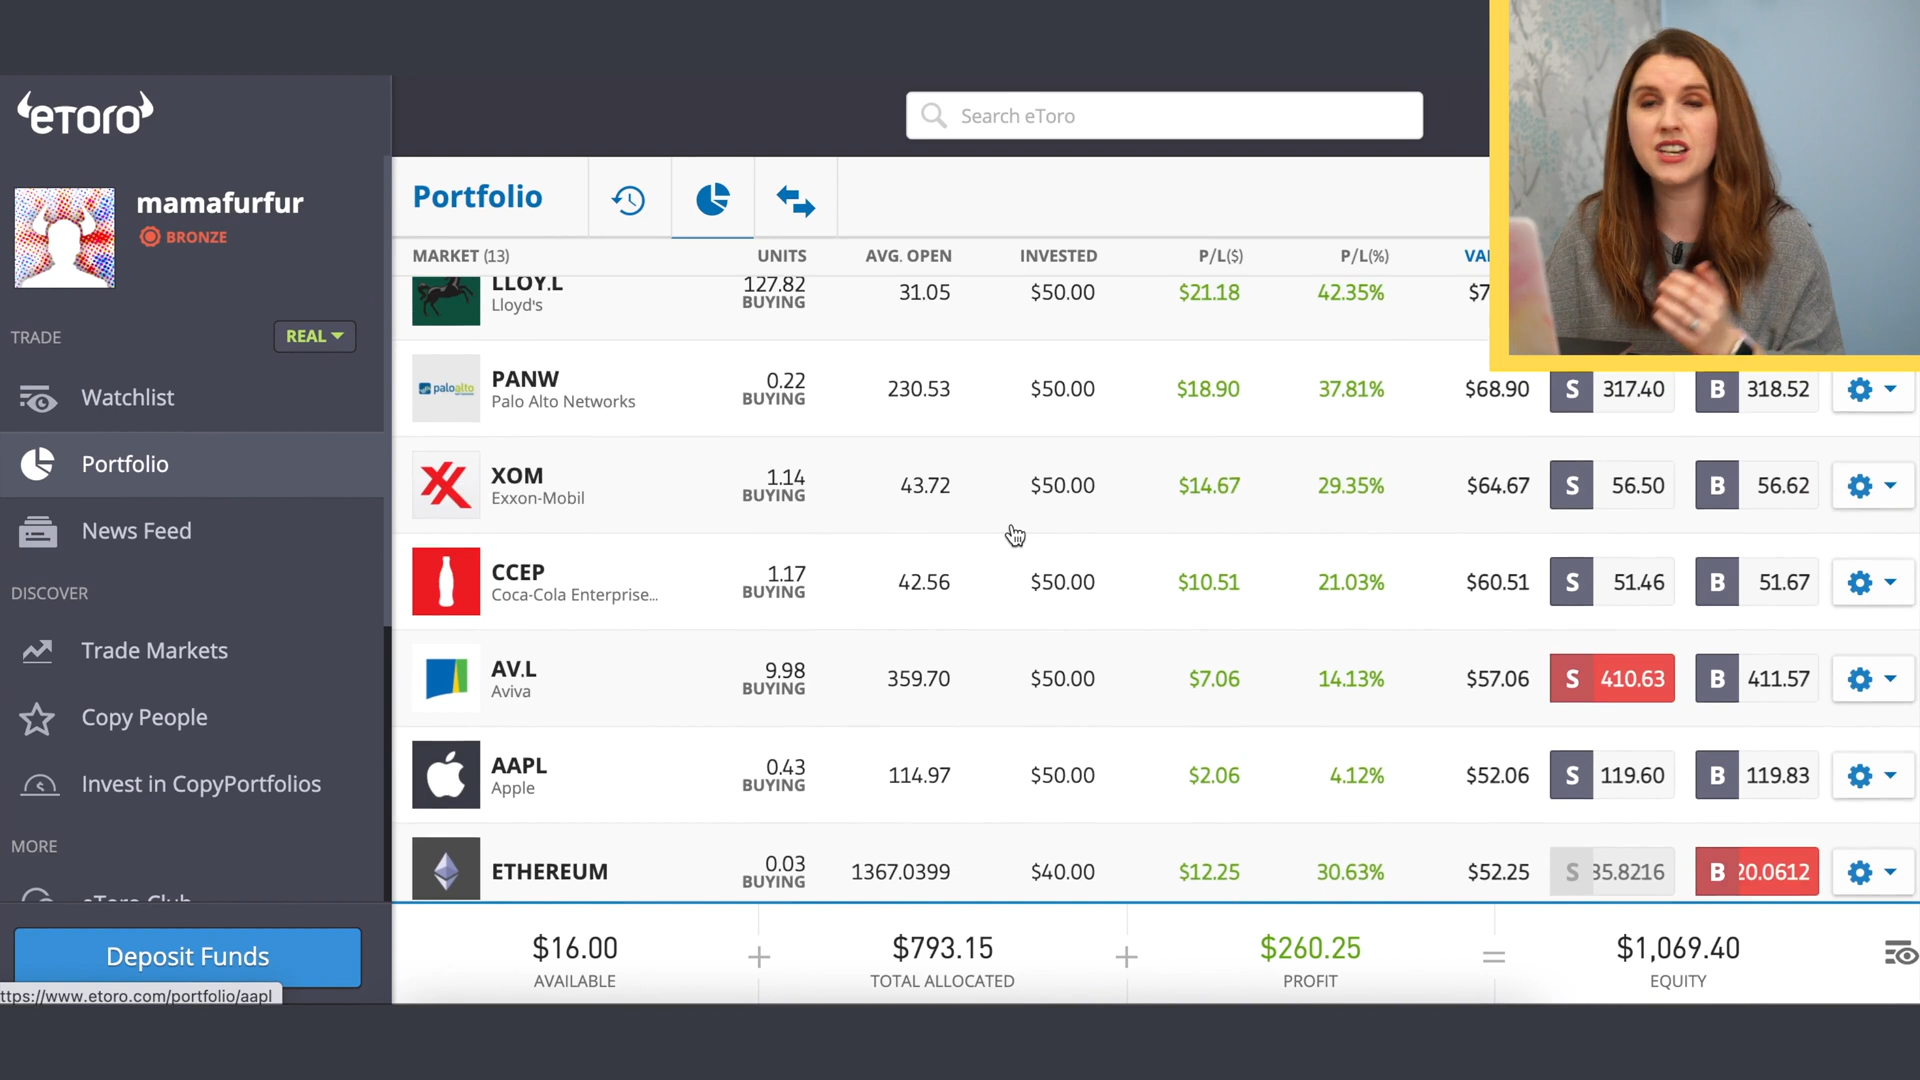 eToro
Search eToro
mamafurfur
BRONZE
TRADE
REAL
Watchlist
Portfolio
News Feed
DISCOVER
Trade Markets
Copy People
Invest in CopyPortfolios
MORE
eToro Club
Deposit Funds
ttps://www.etoro.com/portfolio/aapl
Portfolio
MARKET (13) UNITS AVG. OPEN INVESTED P/L($) P/L(%)
LLOY.L 127.82 31.05 $50.00 $21.18 42.35%
Lloyd's BUYING
PANW 0.22 230.53 $50.00 $18.90 37.81% $68.90 S 317.40 B 318.52
paloalto
Palo Alto Networks BUYING
XOM 1.14 43.72 $50.00 $14.67 29.35% $64.67 S 56.50 B 56.62
Exxon-Mobil BUYING
CCEP 1.17 42.56 $50.00 $10.51 21.03% $60.51 S 51.46 B 51.67
Coca-Cola Enterprise... BUYING
AV.L 9.98 359.70 $50.00 $7.06 14.13% $57.06 S 410.63 B 411.57
Aviva BUYING
AAPL 0.43 114.97 $50.00 $2.06 4.12% $52.06 S 119.60 B 119.83
Apple BUYING
ETHEREUM 0.03 1367.0399 $40.00 $12.25 30.63% $52.25 S 35.8216 B 20.0612
BUYING
$16.00 + $793.15 + $260.25 = $1,069.40
AVAILABLE TOTAL ALLOCATED PROFIT EQUITY